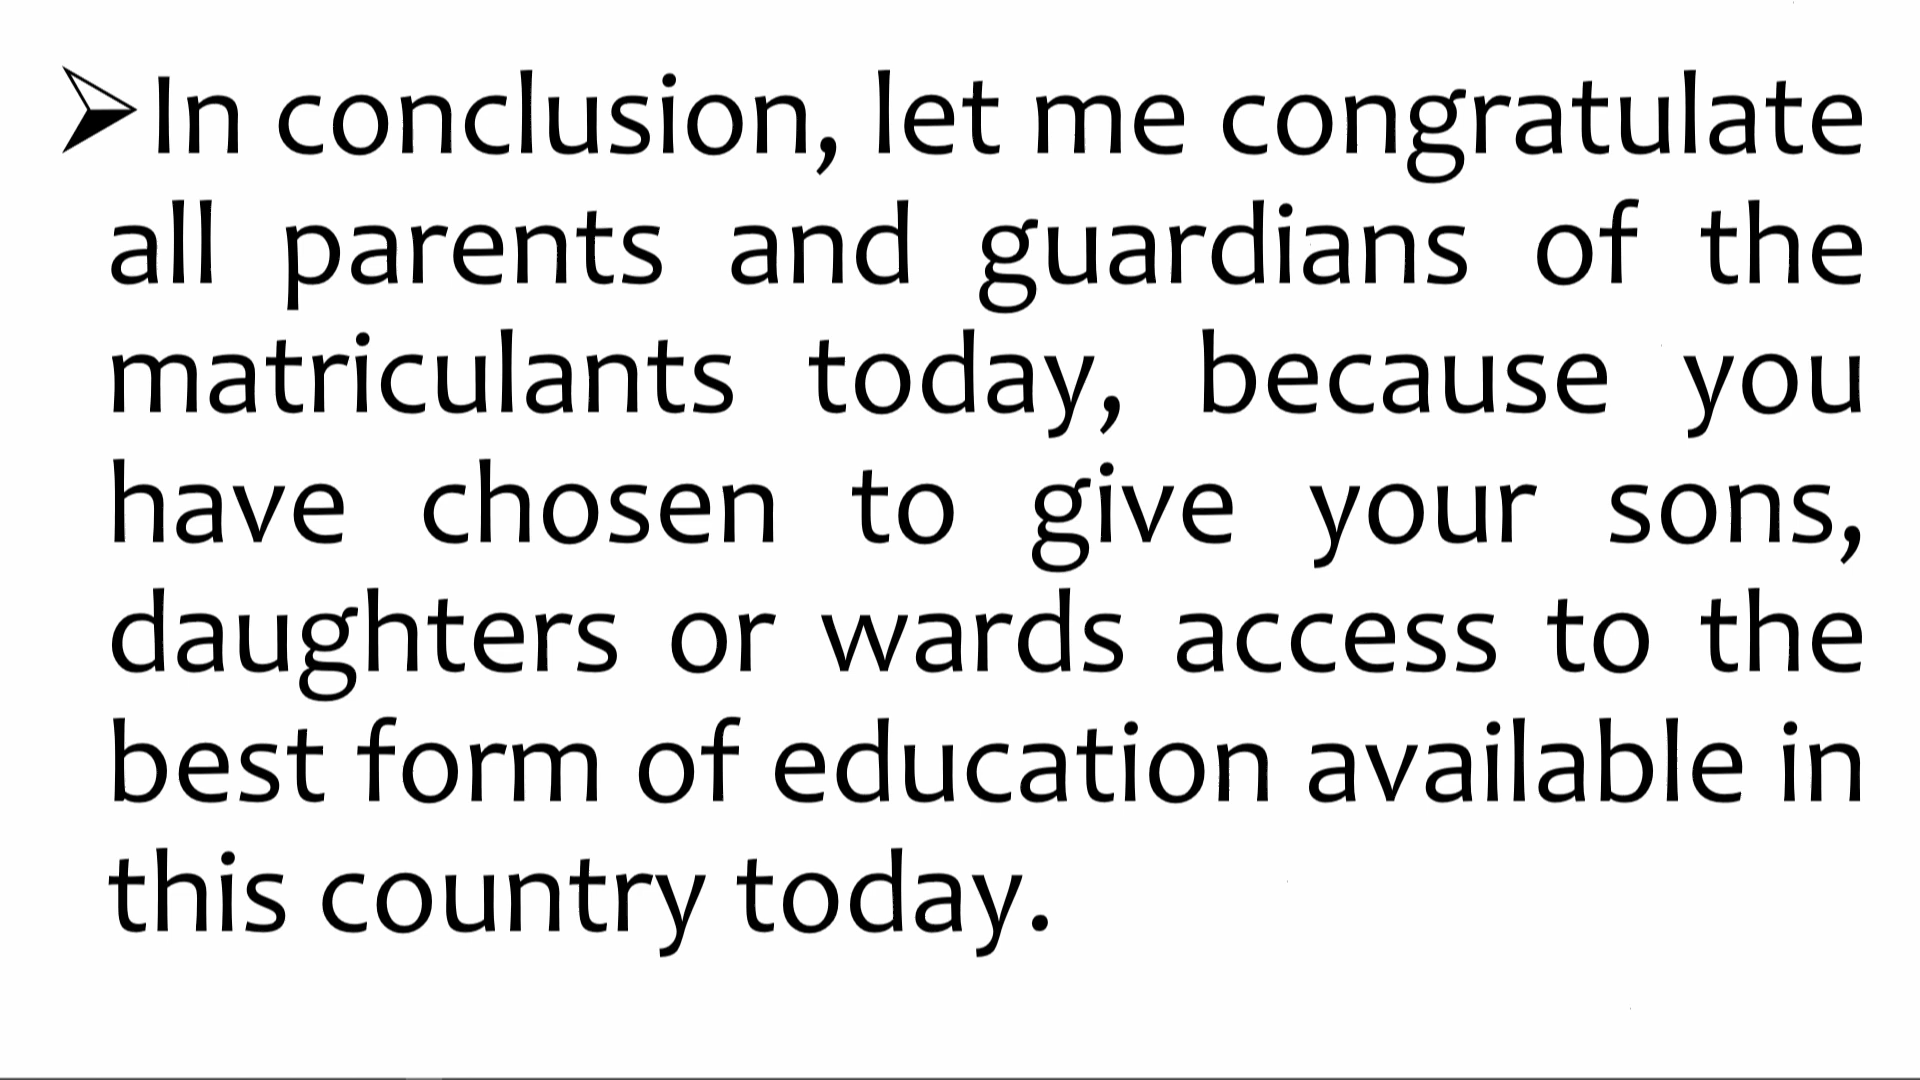 ➢In conclusion, let me congratulate
all parents and guardians of the
matriculants today, because you
have chosen to give your sons,
daughters or wards access to the
best form of education available in
this country today.